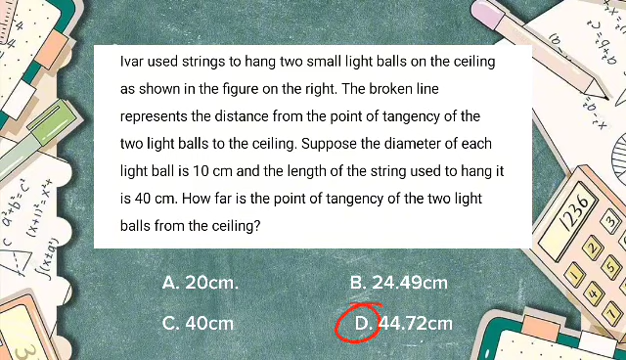 Ivar used strings to hang two small light balls on the ceiling
as shown in the figure on the right. The broken line
represents the distance from the point of tangency of the
two light balls to the ceiling. Suppose the diameter of each
light ball is 10 cm and the length of the string used to hang it
is 40 cm. How far is the point of tangency of the two light
balls from the ceiling?
A. 20cm.
B. 24.49cm
C. 40cm
D. 44.72cm
a²+b²=c²
(x+1)²=x²+
1236